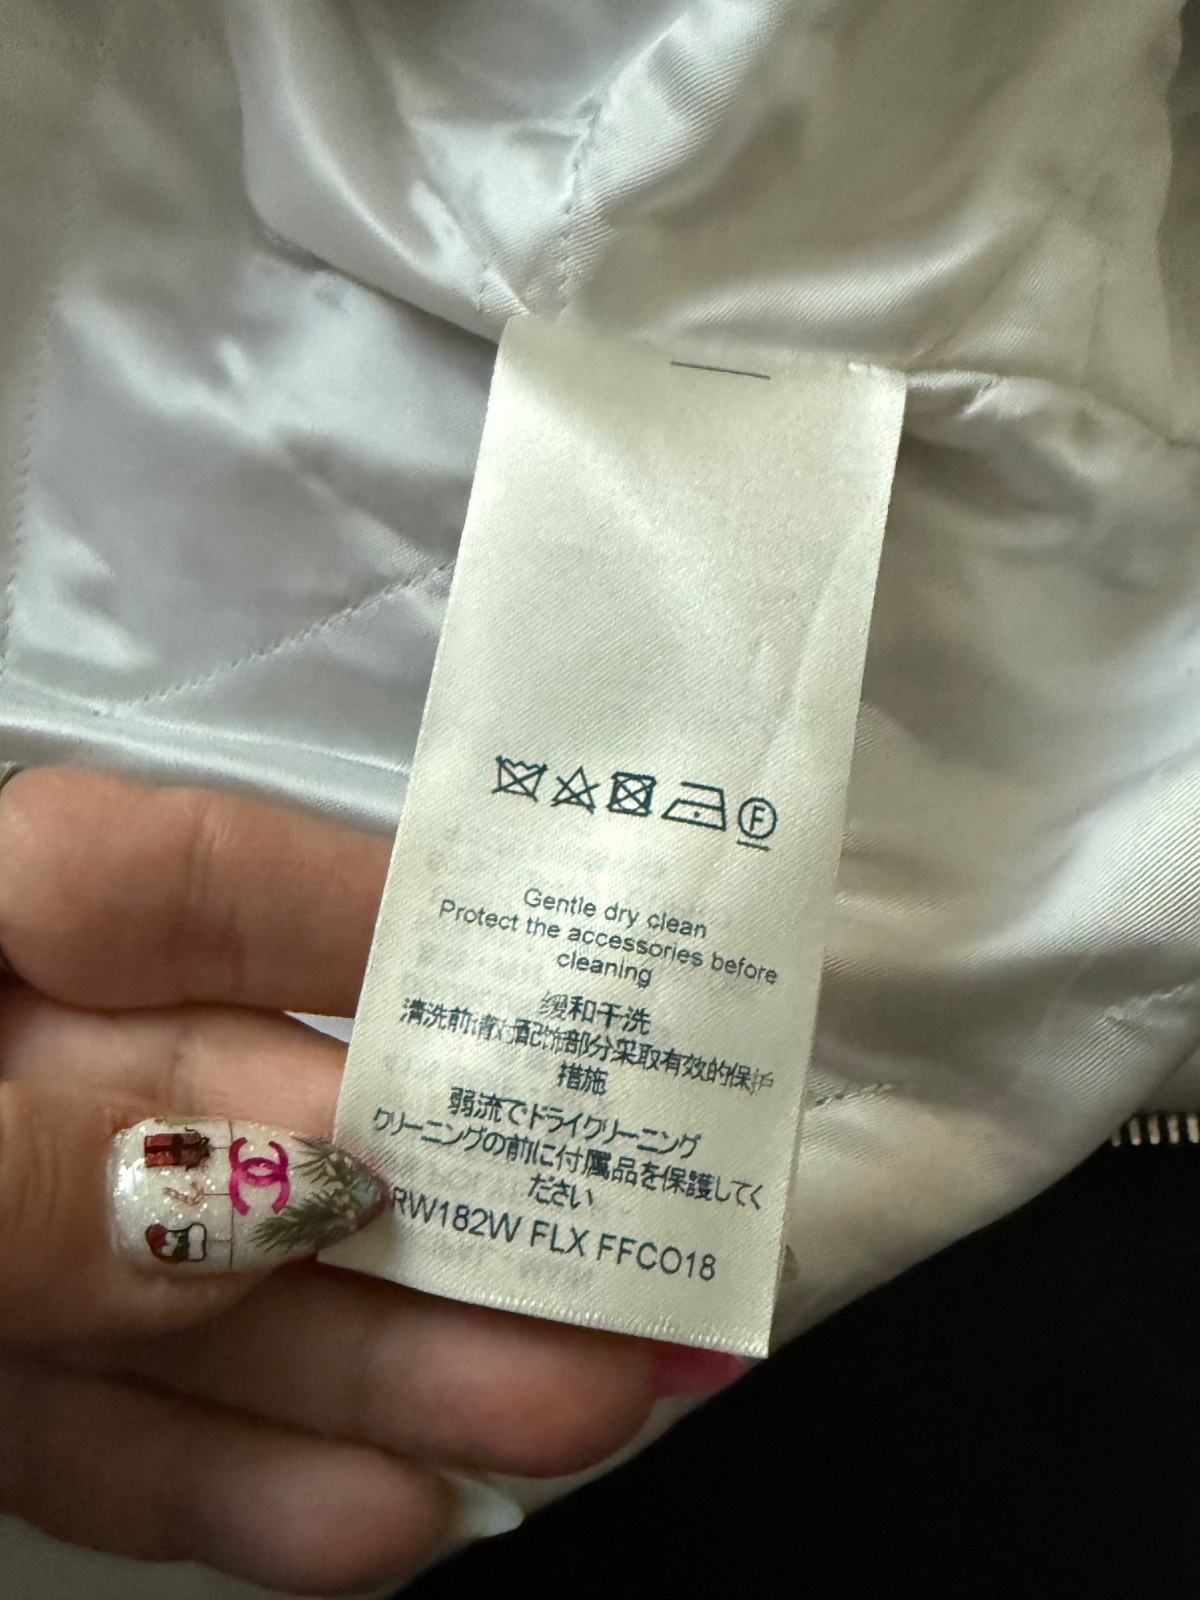 F
Gentle dry clean
Protect the accessories before
cleaning
缓和干洗
清洗前请对配饰部分采取有效的保护
措施
弱流でドライクリーニング
クリーニングの前に付属品を保護してく
ださい
RW182W FLX FFCO18